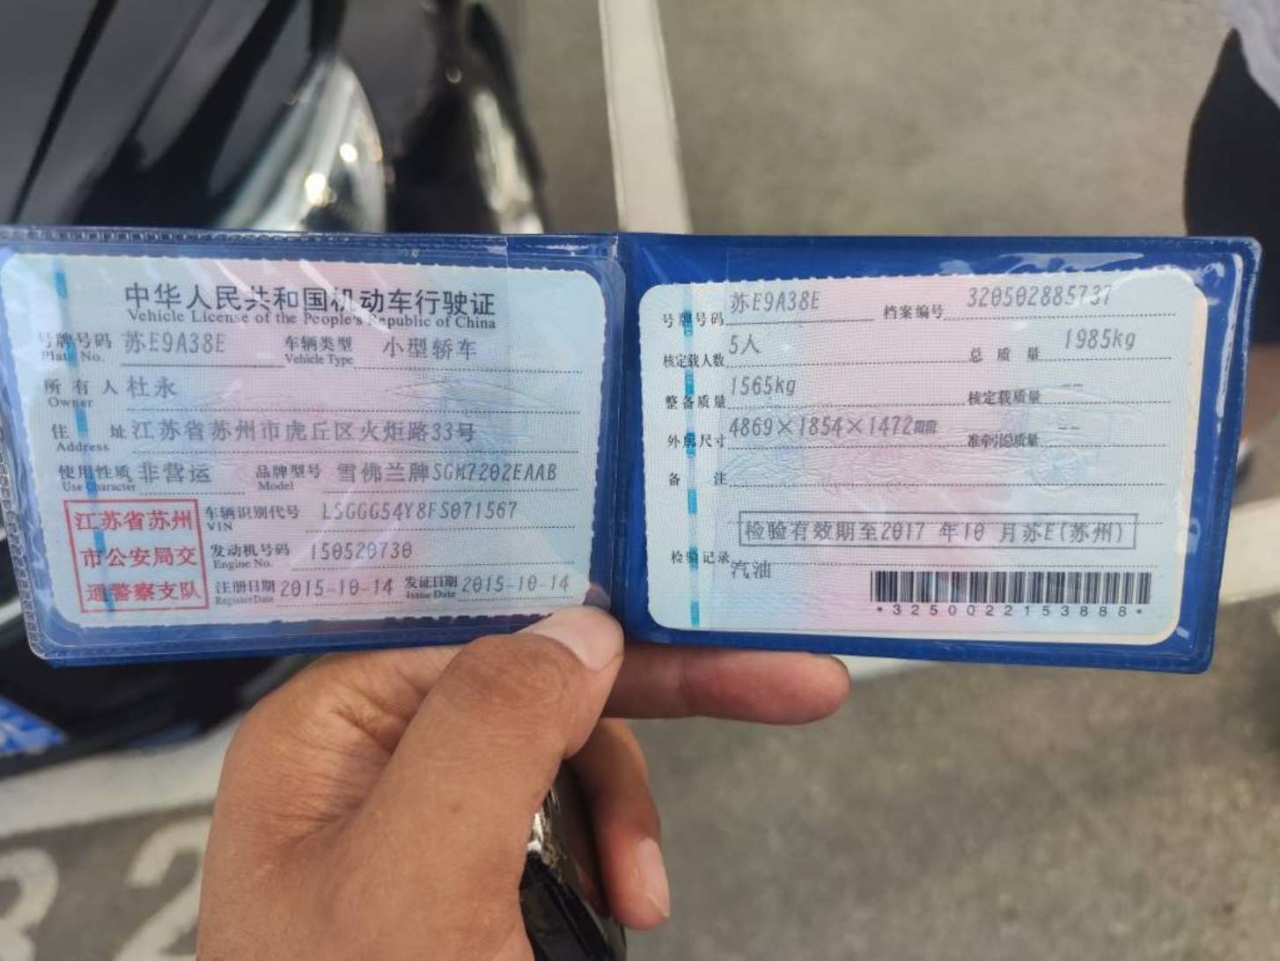 中华人民共和国机动车行驶证
Vehicle License of the People's Republic of China
号牌号码 苏E9A38E 车辆类型 小型轿车
Plate No. Vehicle Type
所有人 杜永
Owner
住址 江苏省苏州市虎丘区火炬路33号
Address
使用性质 非营运 品牌型号 雪佛兰牌SGM7202EAAB
Use Character Model
江苏省苏州
市公安局交
通警察支队
车辆识别代号 LSGGG54Y8FS071567
VIN
发动机号码 150520730
Engine No.
注册日期 2015-10-14 发证日期 2015-10-14
Register Date Issue Date
号牌号码 苏E9A38E 档案编号 320502885737
核定载人数 5人 总质量 1985kg
整备质量 1565kg 核定载质量 --
外廓尺寸 4869×1854×1472mm 准牵引总质量 --
备注
检验有效期至2017 年10 月苏E(苏州)
检验记录
汽油
*3250022153888*